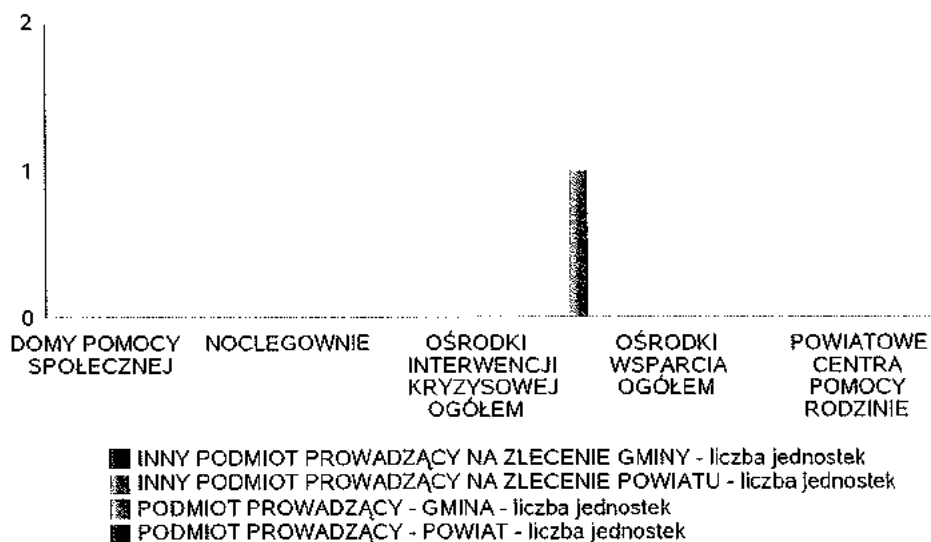 2
1
0
DOMY POMOCY
SPOŁECZNEJ
NOCLEGOWNIE
OŚRODKI
INTERWENCJI
KRYZYSOWEJ
OGÓŁEM
OŚRODKI
WSPARCIA
OGÓŁEM
POWIATOWE
CENTRA
POMOCY
RODZINIE
INNY PODMIOT PROWADZĄCY NA ZLECENIE GMINY - liczba jednostek
INNY PODMIOT PROWADZĄCY NA ZLECENIE POWIATU - liczba jednostek
PODMIOT PROWADZĄCY - GMINA - liczba jednostek
PODMIOT PROWADZĄCY - POWIAT - liczba jednostek